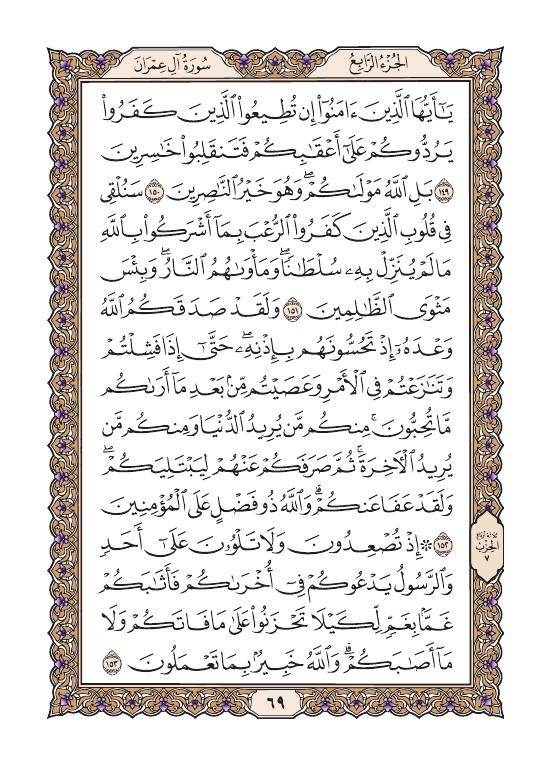 الجُزْءُ الرَّابِعُ
سُورَةُ آلِ عِمْرَانَ
يَـٰٓأَيُّهَا ٱلَّذِينَ ءَامَنُوٓا۟ إِن تُطِيعُوا۟ ٱلَّذِينَ كَفَرُوا۟
يَرُدُّوكُمْ عَلَىٰٓ أَعْقَـٰبِكُمْ فَتَنقَلِبُوا۟ خَـٰسِرِينَ
١٤٩ بَلِ ٱللَّهُ مَوْلَىٰكُمْ ۖ وَهُوَ خَيْرُ ٱلنَّـٰصِرِينَ ١٥٠ سَنُلْقِى
فِى قُلُوبِ ٱلَّذِينَ كَفَرُوا۟ ٱلرُّعْبَ بِمَآ أَشْرَكُوا۟ بِٱللَّهِ
مَا لَمْ يُنَزِّلْ بِهِۦ سُلْطَـٰنًا ۖ وَمَأْوَىٰهُمُ ٱلنَّارُ ۖ وَبِئْسَ
مَثْوَى ٱلظَّـٰلِمِينَ ١٥١ وَلَقَدْ صَدَقَكُمُ ٱللَّهُ
وَعْدَهُۥٓ إِذْ تَحُسُّونَهُم بِإِذْنِهِۦ ۖ حَتَّىٰٓ إِذَا فَشِلْتُمْ
وَتَنَـٰزَعْتُمْ فِى ٱلْأَمْرِ وَعَصَيْتُم مِّنۢ بَعْدِ مَآ أَرَىٰكُم
مَّا تُحِبُّونَ ۚ مِنكُم مَّن يُرِيدُ ٱلدُّنْيَا وَمِنكُم مَّن
يُرِيدُ ٱلْـَٔاخِرَةَ ۚ ثُمَّ صَرَفَكُمْ عَنْهُمْ لِيَبْتَلِيَكُمْ ۖ
وَلَقَدْ عَفَا عَنكُمْ ۗ وَٱللَّهُ ذُو فَضْلٍ عَلَى ٱلْمُؤْمِنِينَ
١٥٢ ۞ إِذْ تُصْعِدُونَ وَلَا تَلْوُۥنَ عَلَىٰٓ أَحَدٍ
وَٱلرَّسُولُ يَدْعُوكُمْ فِىٓ أُخْرَىٰكُمْ فَأَثَـٰبَكُمْ
غَمًّۢا بِغَمٍّ لِّكَيْلَا تَحْزَنُوا۟ عَلَىٰ مَا فَاتَكُمْ وَلَا
مَآ أَصَـٰبَكُمْ ۗ وَٱللَّهُ خَبِيرٌۢ بِمَا تَعْمَلُونَ ١٥٣
ثلاثة أرباع
الحزب
٧
٦٩